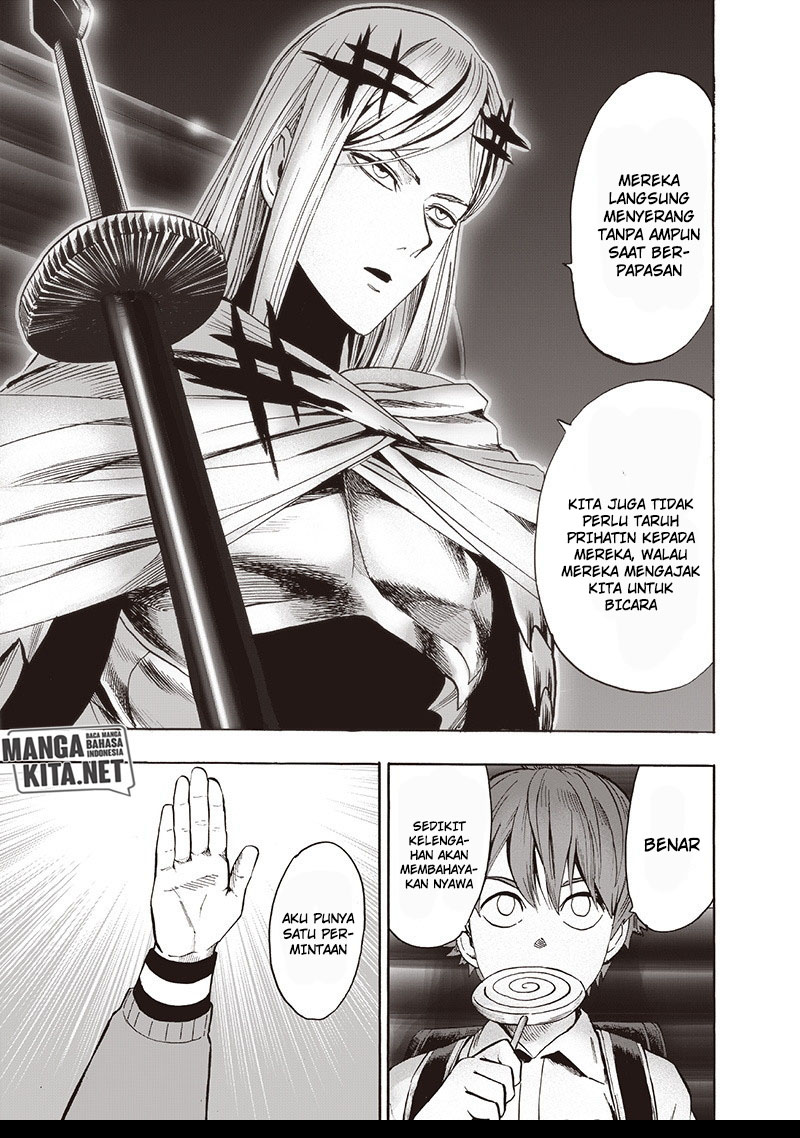 MEREKA
LANGSUNG
MENYERANG
TANPA AMPUN
SAAT BER-
PAPASAN
KITA JUGA TIDAK
PERLU TARUH
PRIHATIN KEPADA
MEREKA, WALAU
MEREKA MENGAJAK
KITA UNTUK
BICARA
BENAR
SEDIKIT
KELENGA-
HAN AKAN
MEMBAHAYA-
KAN NYAWA
AKU PUNYA
SATU PER-
MINTAAN
MANGA
KITA.NET
BACA MANGA
BAHASA
INDONESIA